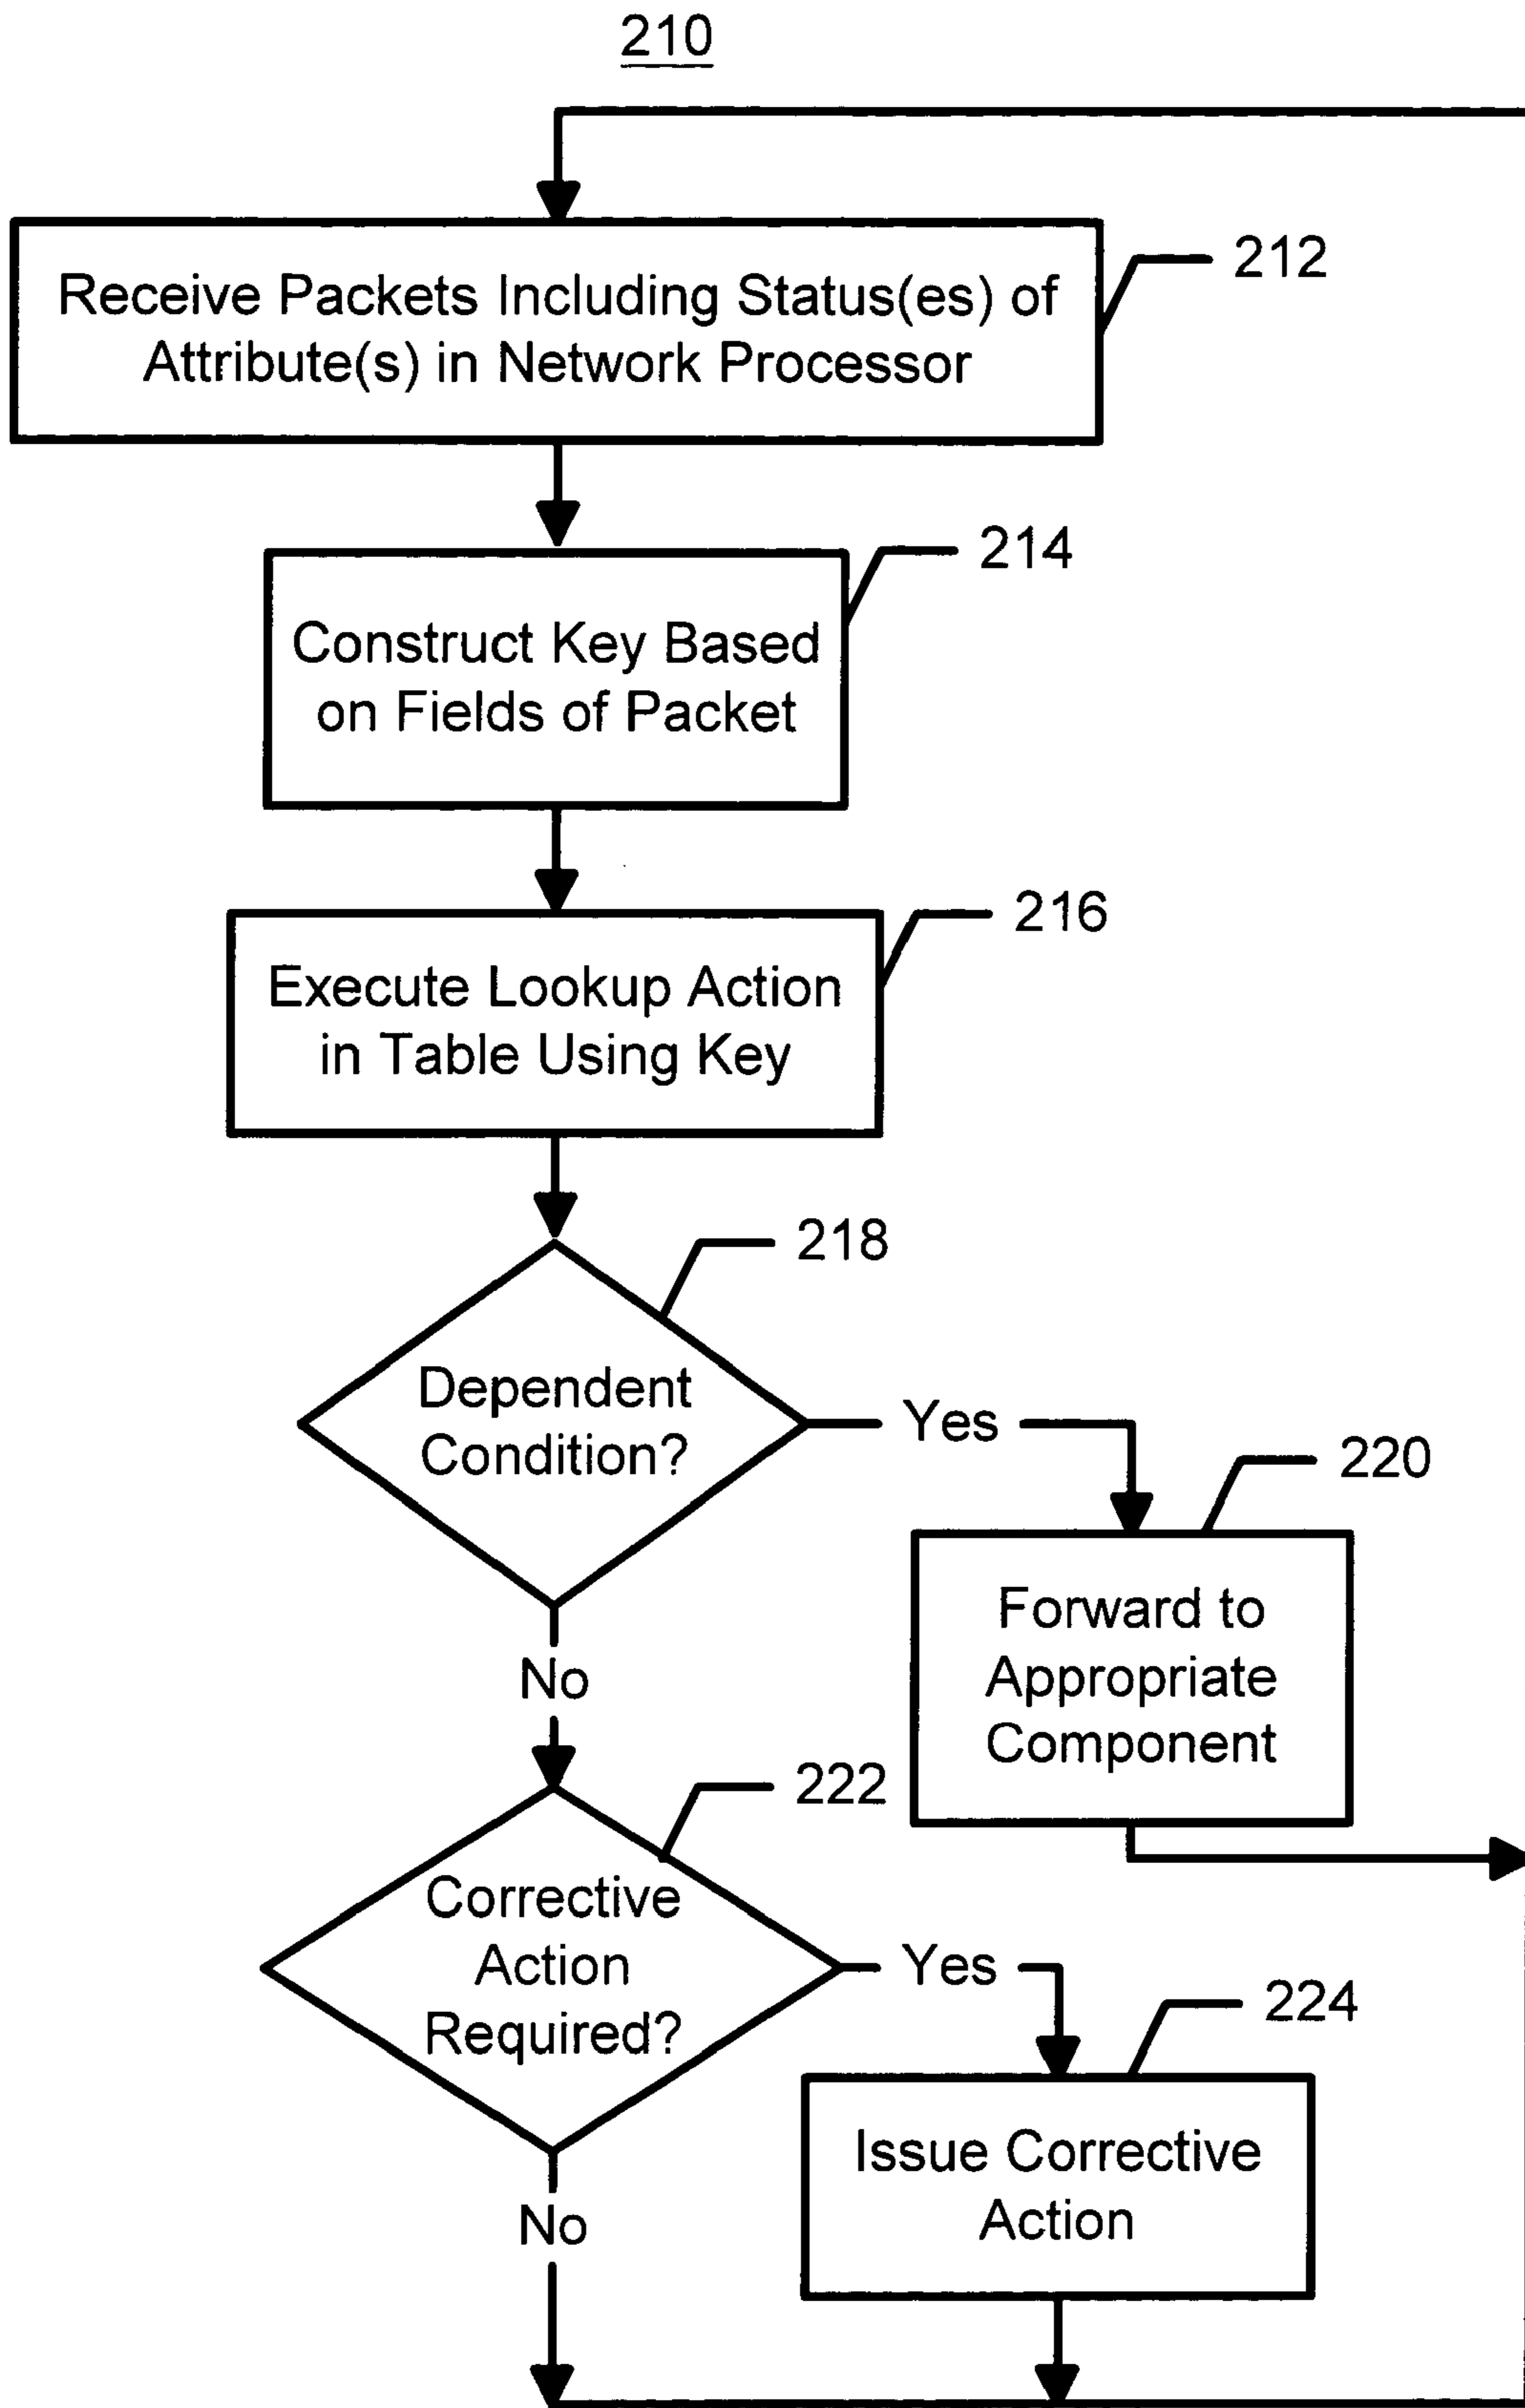 210
212
Receive Packets Including Status(es) of
Attribute(s) in Network Processor
214
Construct Key Based
on Fields of Packet
216
Execute Lookup Action
in Table Using Key
218
Dependent
Condition?
Yes
220
Forward to
Appropriate
Component
No
222
Corrective
Action
Required?
Yes
224
Issue Corrective
Action
No